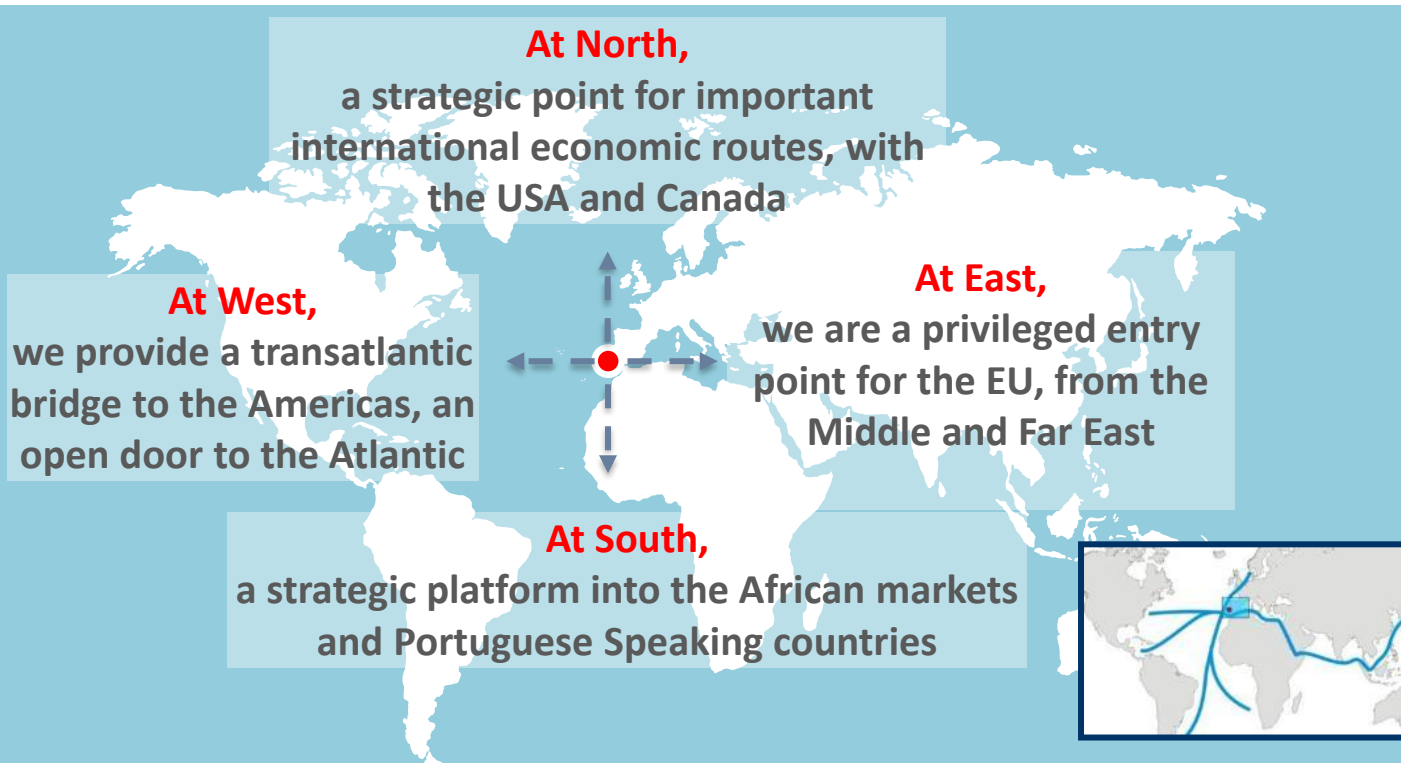 At North,
a strategic point for important
international economic routes, with
the USA and Canada
At West,
we provide a transatlantic
bridge to the Americas, an
open door to the Atlantic
At East,
we are a privileged entry
point for the EU, from the
Middle and Far East
At South,
a strategic platform into the African markets
and Portuguese Speaking countries